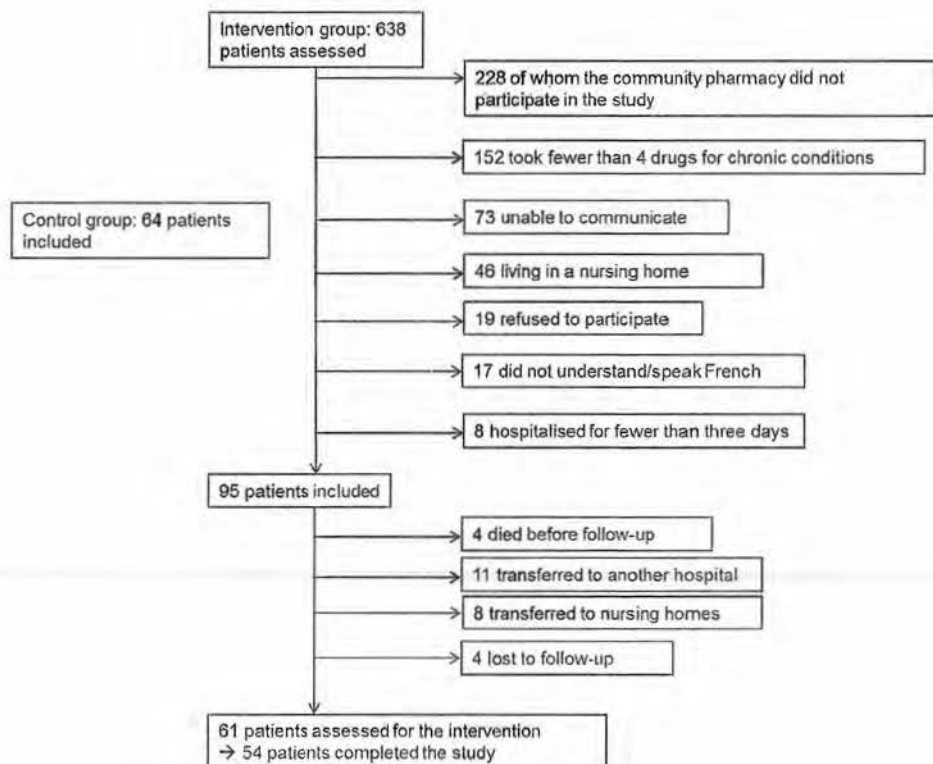 Intervention group: 638
patients assessed
228 of whom the community pharmacy did not
participate in the study
152 took fewer than 4 drugs for chronic conditions
Control group: 64 patients
included
73 unable to communicate
46 living in a nursing home
19 refused to participate
17 did not understand/speak French
8 hospitalised for fewer than three days
95 patients included
4 died before follow-up
11 transferred to another hospital
8 transferred to nursing homes
4 lost to follow-up
61 patients assessed for the intervention
→ 54 patients completed the study